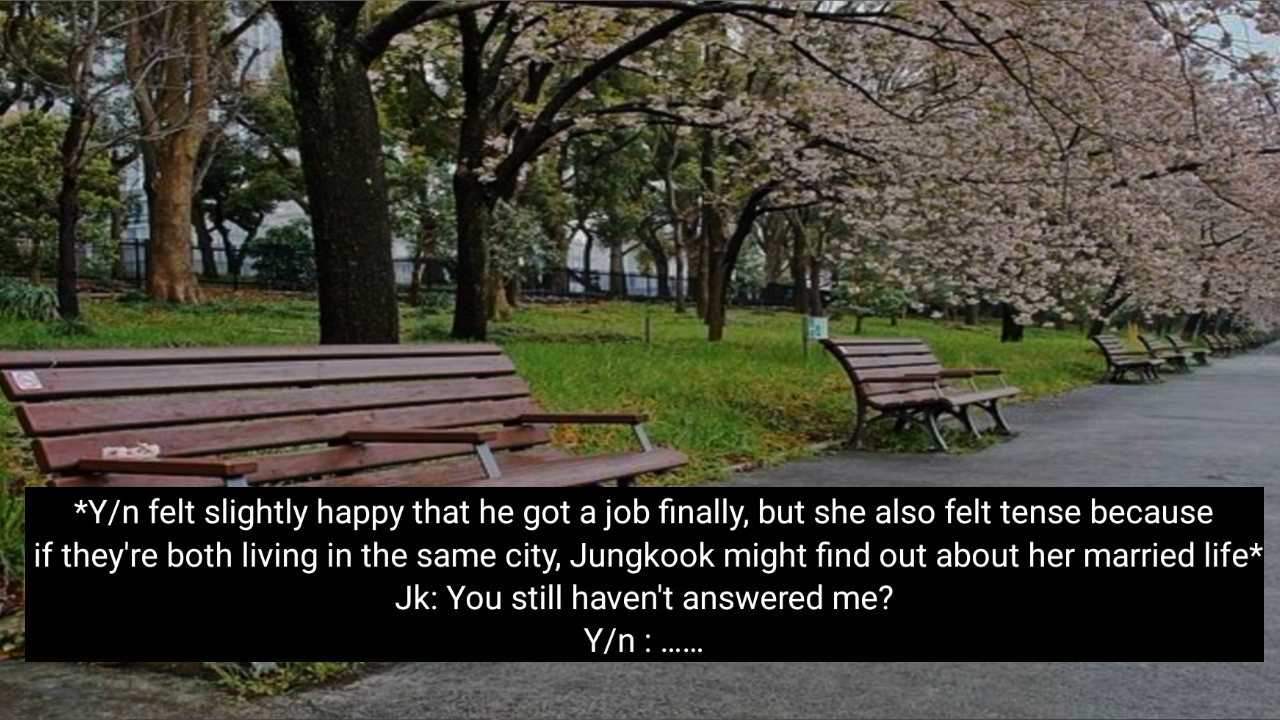 *Y/n felt slightly happy that he got a job finally, but she also felt tense because
if they're both living in the same city, Jungkook might find out about her married life*
Jk: You still haven't answered me?
Y/n : ......